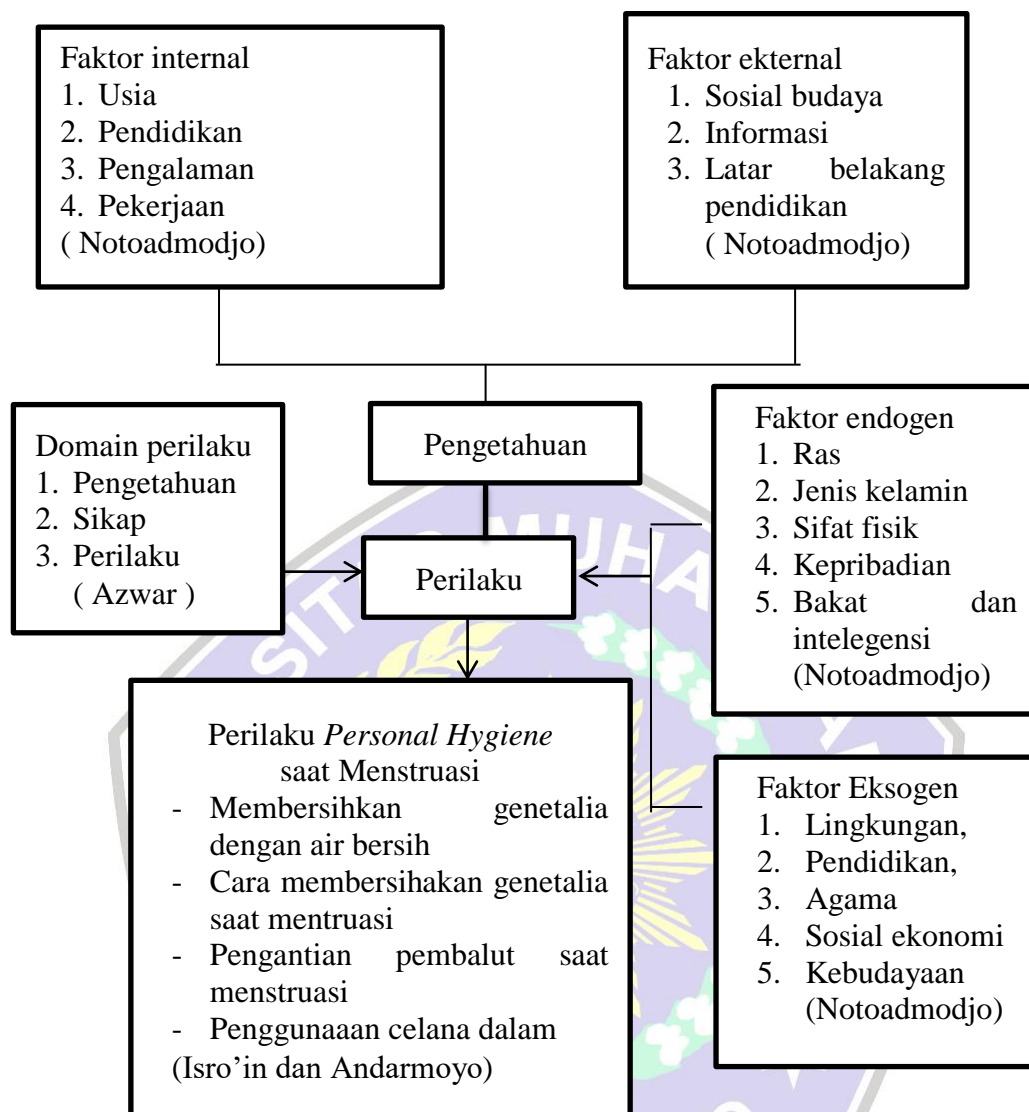 Faktor internal
1. Usia
2. Pendidikan
3. Pengalaman
4. Pekerjaan
( Notoadmodjo)
Faktor ekternal
1. Sosial budaya
2. Informasi
3. Latar belakang
pendidikan
( Notoadmodjo)
Pengetahuan
Domain perilaku
1. Pengetahuan
2. Sikap
3. Perilaku
( Azwar )
Perilaku
Faktor endogen
1. Ras
2. Jenis kelamin
3. Sifat fisik
4. Kepribadian
5. Bakat dan
intelegensi
(Notoadmodjo)
Perilaku Personal Hygiene
saat Menstruasi
- Membersihkan genetalia
dengan air bersih
- Cara membersihakan genetalia
saat mentruasi
- Pengantian pembalut saat
menstruasi
- Penggunaaan celana dalam
(Isro’in dan Andarmoyo)
Faktor Eksogen
1. Lingkungan,
2. Pendidikan,
3. Agama
4. Sosial ekonomi
5. Kebudayaan
(Notoadmodjo)